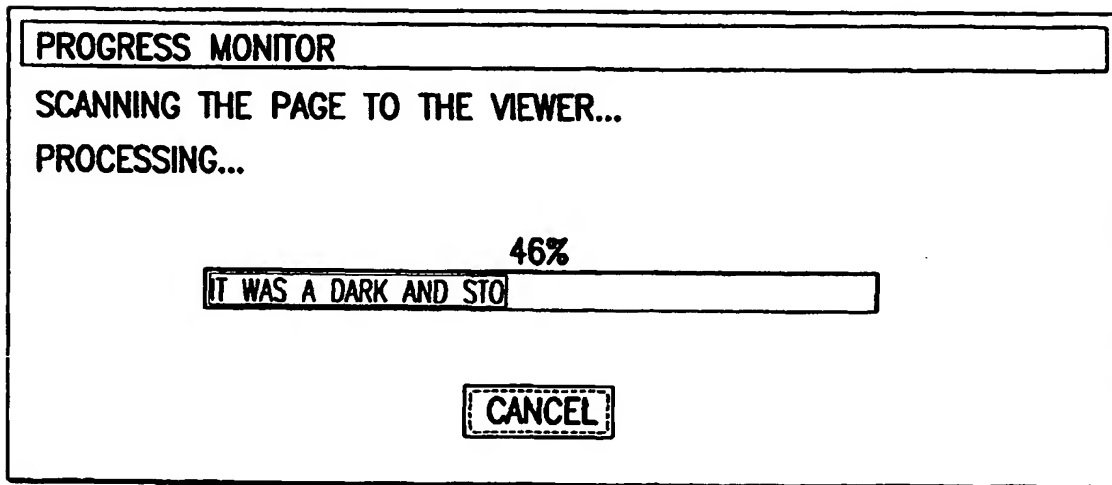 PROGRESS MONITOR
SCANNING THE PAGE TO THE VIEWER...
PROCESSING...
46%
IT WAS A DARK AND STO
CANCEL